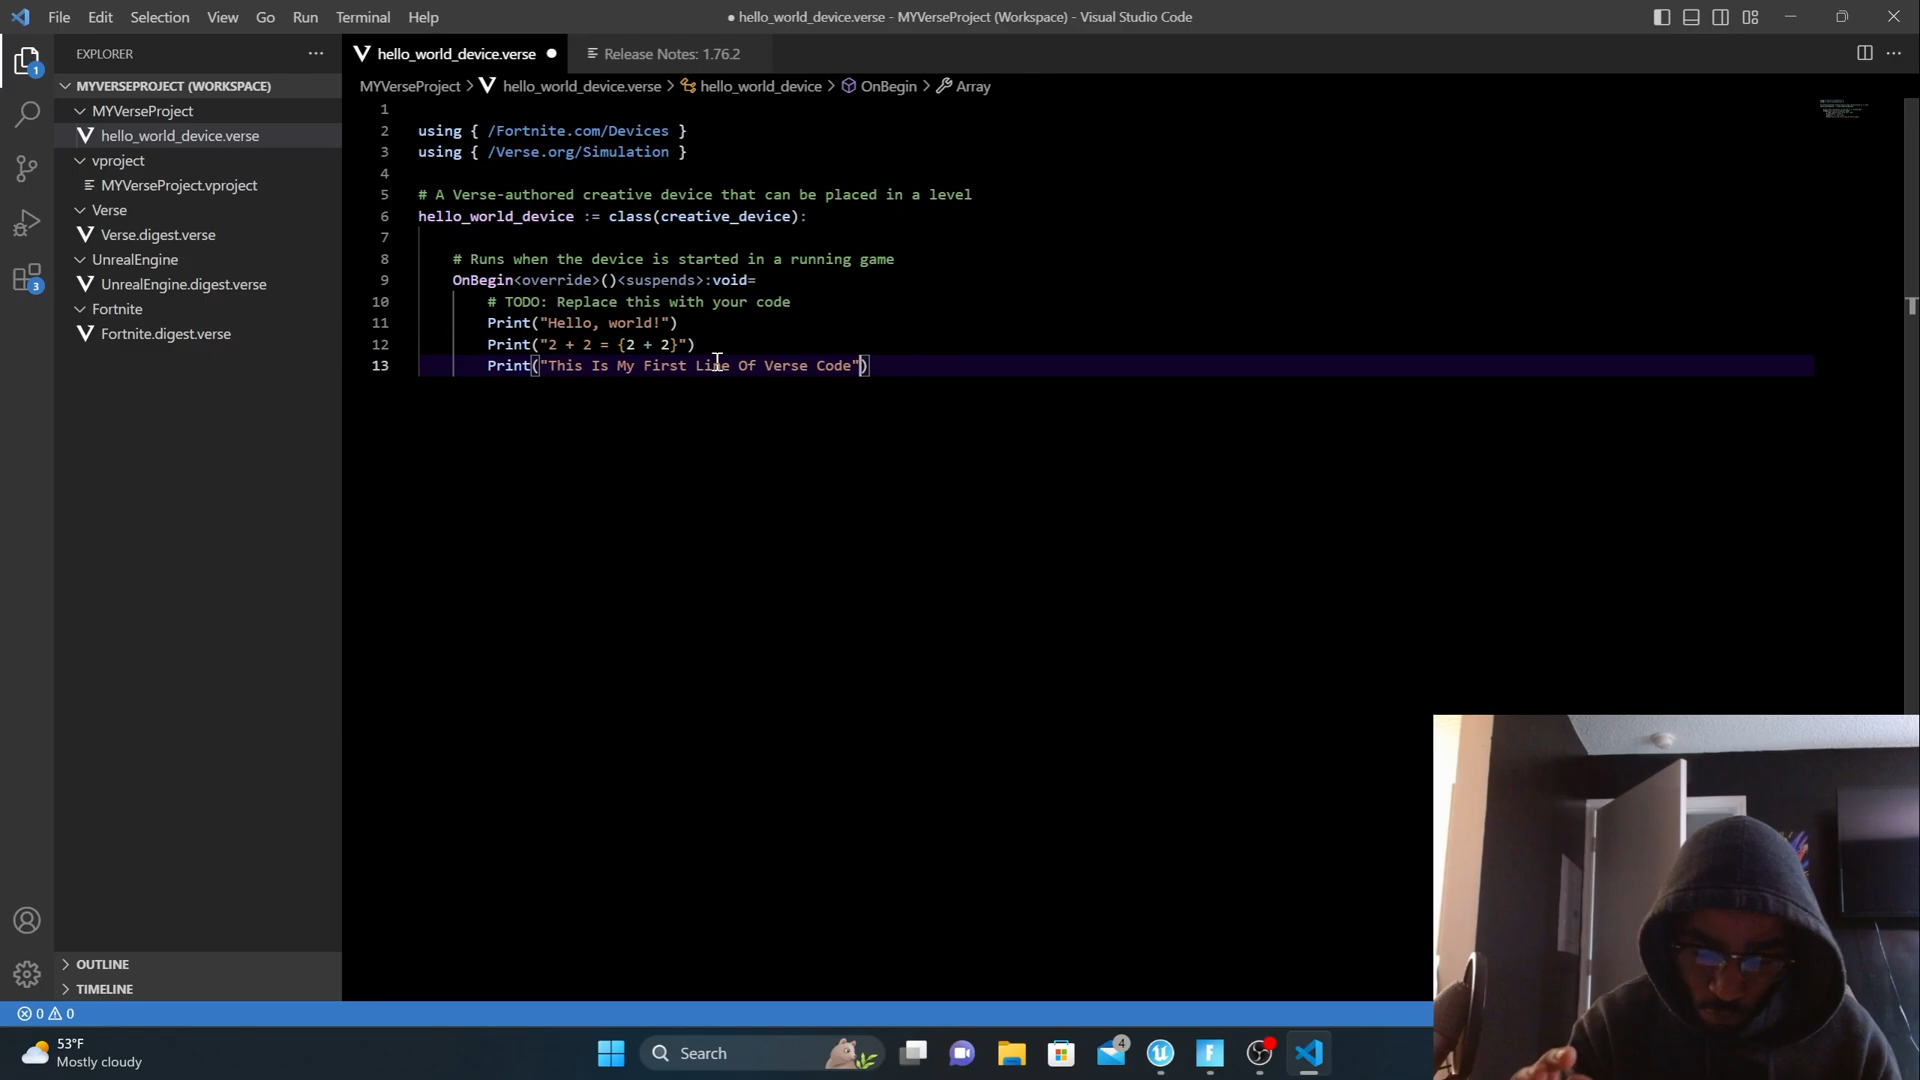 File Edit Selection View Go Run Terminal Help
● hello_world_device.verse - MYVerseProject (Workspace) - Visual Studio Code
EXPLORER
MYVERSEPROJECT (WORKSPACE)
MYVerseProject
hello_world_device.verse
vproject
MYVerseProject.vproject
Verse
Verse.digest.verse
UnrealEngine
UnrealEngine.digest.verse
Fortnite
Fortnite.digest.verse
OUTLINE
TIMELINE
1
3
hello_world_device.verse
Release Notes: 1.76.2
MYVerseProject > hello_world_device.verse > hello_world_device > OnBegin > Array
1
2 using { /Fortnite.com/Devices }
3 using { /Verse.org/Simulation }
4
5 # A Verse-authored creative device that can be placed in a level
6 hello_world_device := class(creative_device):
7
8 # Runs when the device is started in a running game
9 OnBegin<override>()<suspends>:void=
10 # TODO: Replace this with your code
11 Print("Hello, world!")
12 Print("2 + 2 = {2 + 2}")
13 Print("This Is My First Line Of Verse Code")
0 0
53°F
Mostly cloudy
Search
4